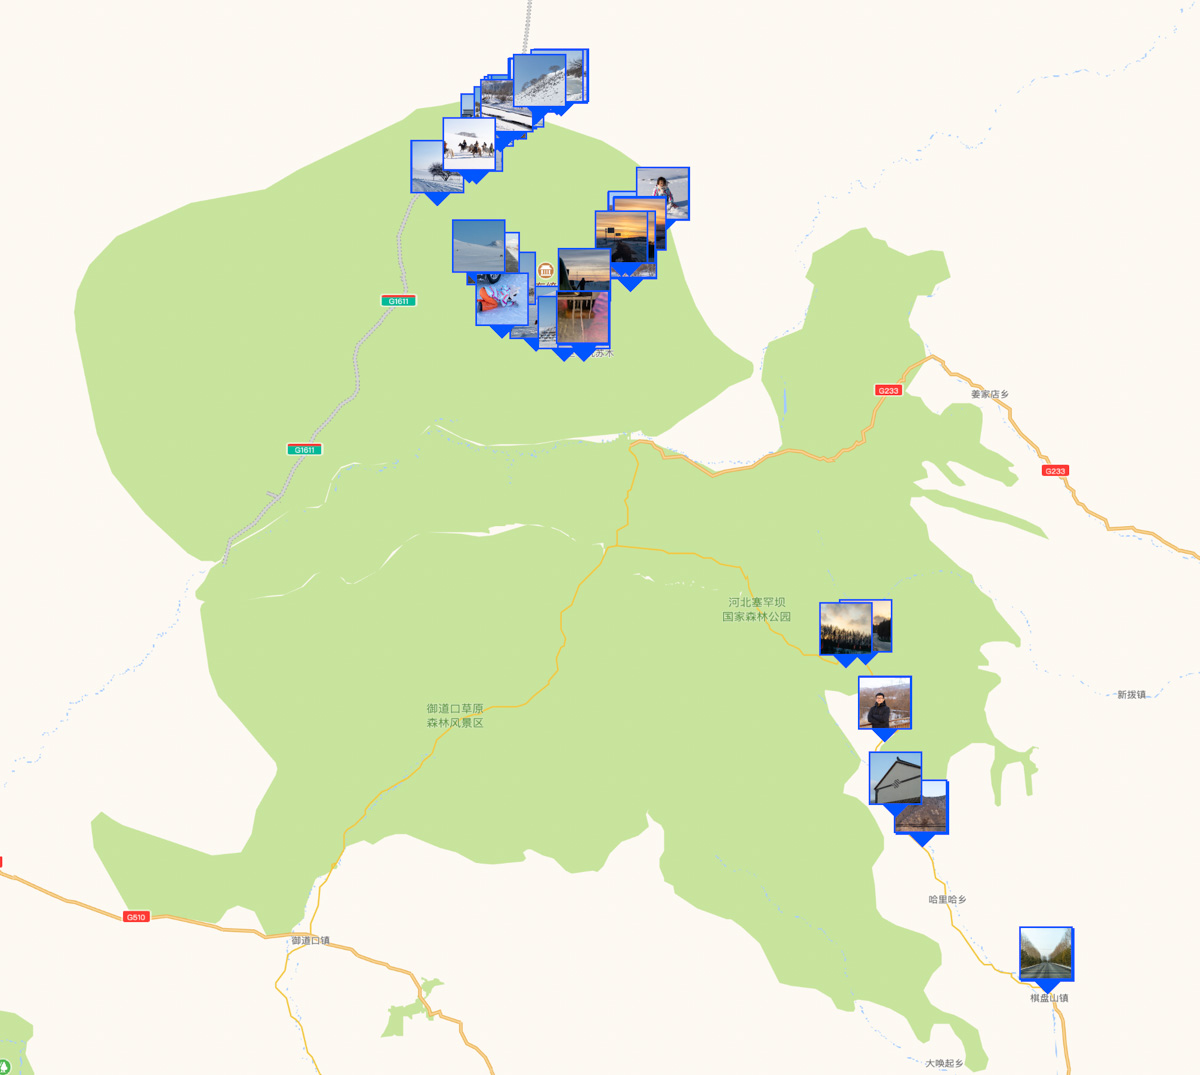 G1611
G233
姜家店乡
G1611
G233
河北塞罕坝
国家森林公园
新拨镇
御道口草原
森林风景区
哈里哈乡
G510
御道口镇
棋盘山镇
大唤起乡